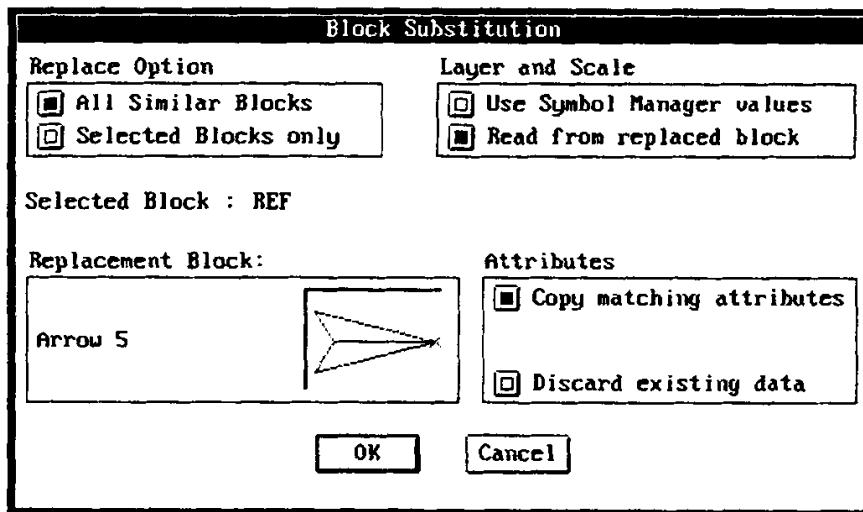 Block Substitution
Replace Option
All Similar Blocks
Selected Blocks only
Layer and Scale
Use Symbol Manager values
Read from replaced block
Selected Block : REF
Replacement Block:
Arrow 5
Attributes
Copy matching attributes
Discard existing data
OK
Cancel